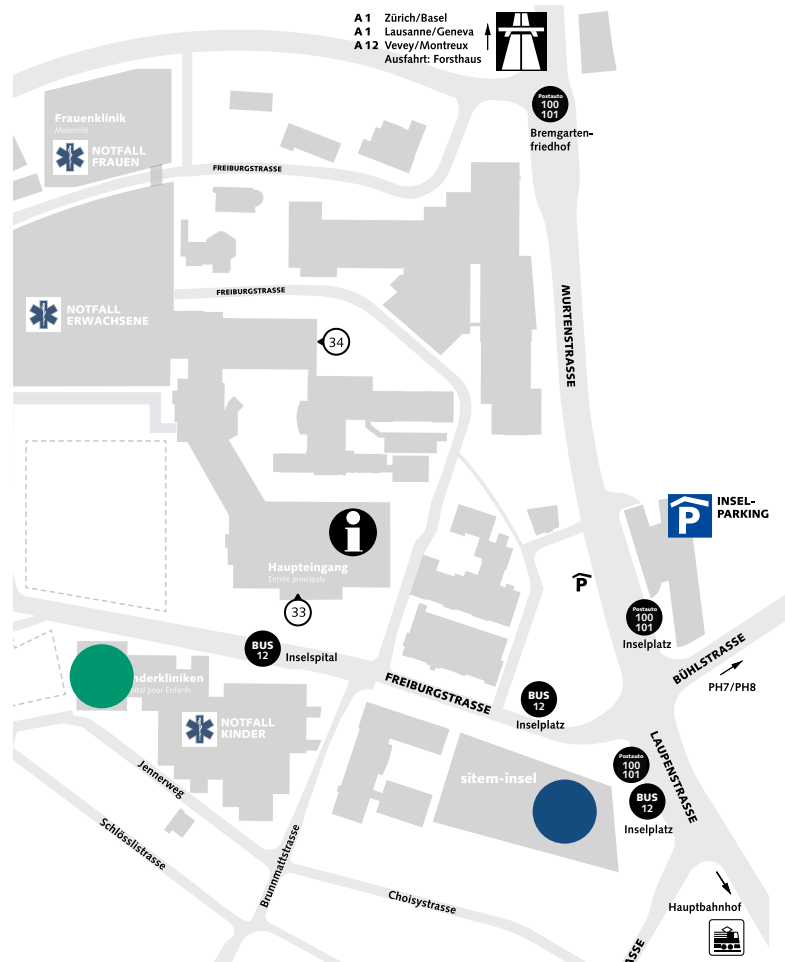 A 1 Zürich/Basel
A 1 Lausanne/Geneva
A 12 Vevey/Montreux
Ausfahrt: Forsthaus
Postauto
100
101
Bremgarten-
friedhof
Frauenklinik
Maternité
NOTFALL
FRAUEN
FREIBURGSTRASSE
NOTFALL
ERWACHSENE
FREIBURGSTRASSE
MURTENSTRASSE
34
P
INSEL-
PARKING
i
Haupteingang
Entrée principale
33
P
Postauto
100
101
Inselplatz
BUS
12
Inselspital
BÜHLSTRASSE
PH7/PH8
nderkliniken
ital pour Enfants
FREIBURGSTRASSE
BUS
12
Inselplatz
NOTFALL
KINDER
LAUPENSTRASSE
Postauto
100
101
BUS
12
Inselplatz
sitem-insel
Jennerweg
Schlösslistrasse
Brunnmattstrasse
Choisystrasse
Hauptbahnhof
ASSE